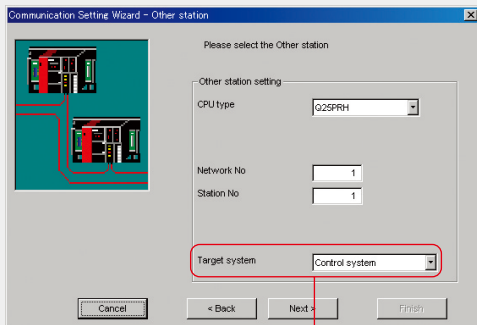 Communication Setting Wizard - Other station
Please select the Other station
Other station setting
CPU type
Q25PRH
Network No
1
Station No
1
Target system
Control system
Cancel
< Back
Next >
Finish